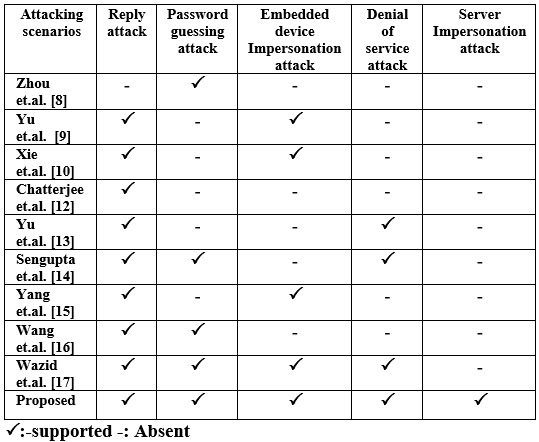 Attacking scenarios | Reply attack | Password guessing attack | Embedded device Impersonation attack | Denial of service attack | Server Impersonation attack
Zhou et.al. [8] | - | ✓ | - | - | -
Yu et.al. [9] | ✓ | - | ✓ | - | -
Xie et.al. [10] | ✓ | - | ✓ | - | -
Chatterjee et.al. [12] | ✓ | - | - | - | -
Yu et.al. [13] | ✓ | - | - | ✓ | -
Sengupta et.al. [14] | ✓ | ✓ | - | ✓ | -
Yang et.al. [15] | ✓ | - | ✓ | - | -
Wang et.al. [16] | ✓ | ✓ | - | - | -
Wazid et.al. [17] | ✓ | ✓ | ✓ | ✓ | -
Proposed | ✓ | ✓ | ✓ | ✓ | ✓
✓:-supported -: Absent